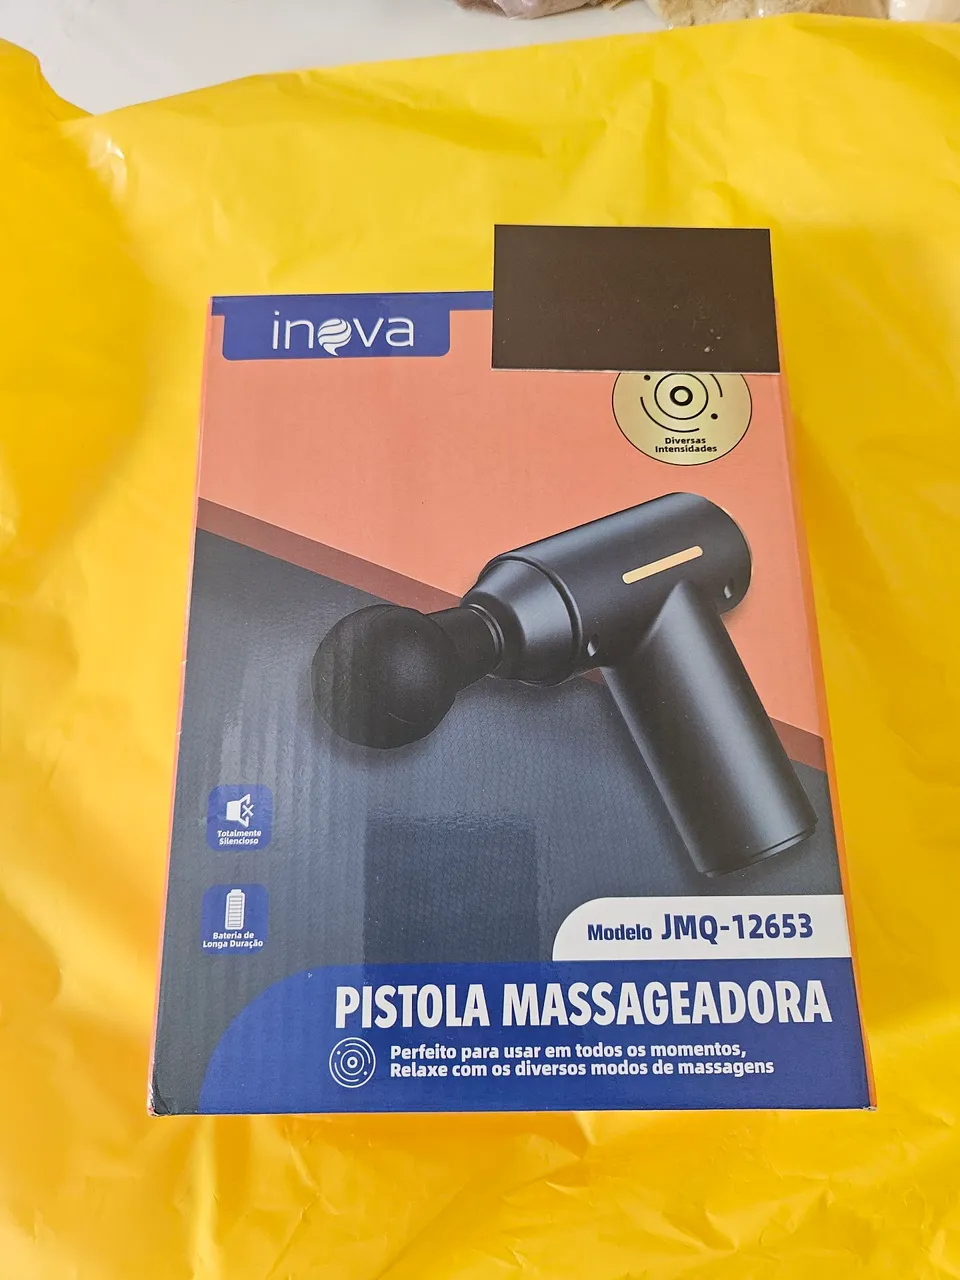 inova
Diversas
Intensidades
Totalmente
Silencioso
Bateria de
Longa Duração
Modelo JMQ-12653
PISTOLA MASSAGEADORA
Perfeito para usar em todos os momentos,
Relaxe com os diversos modos de massagens